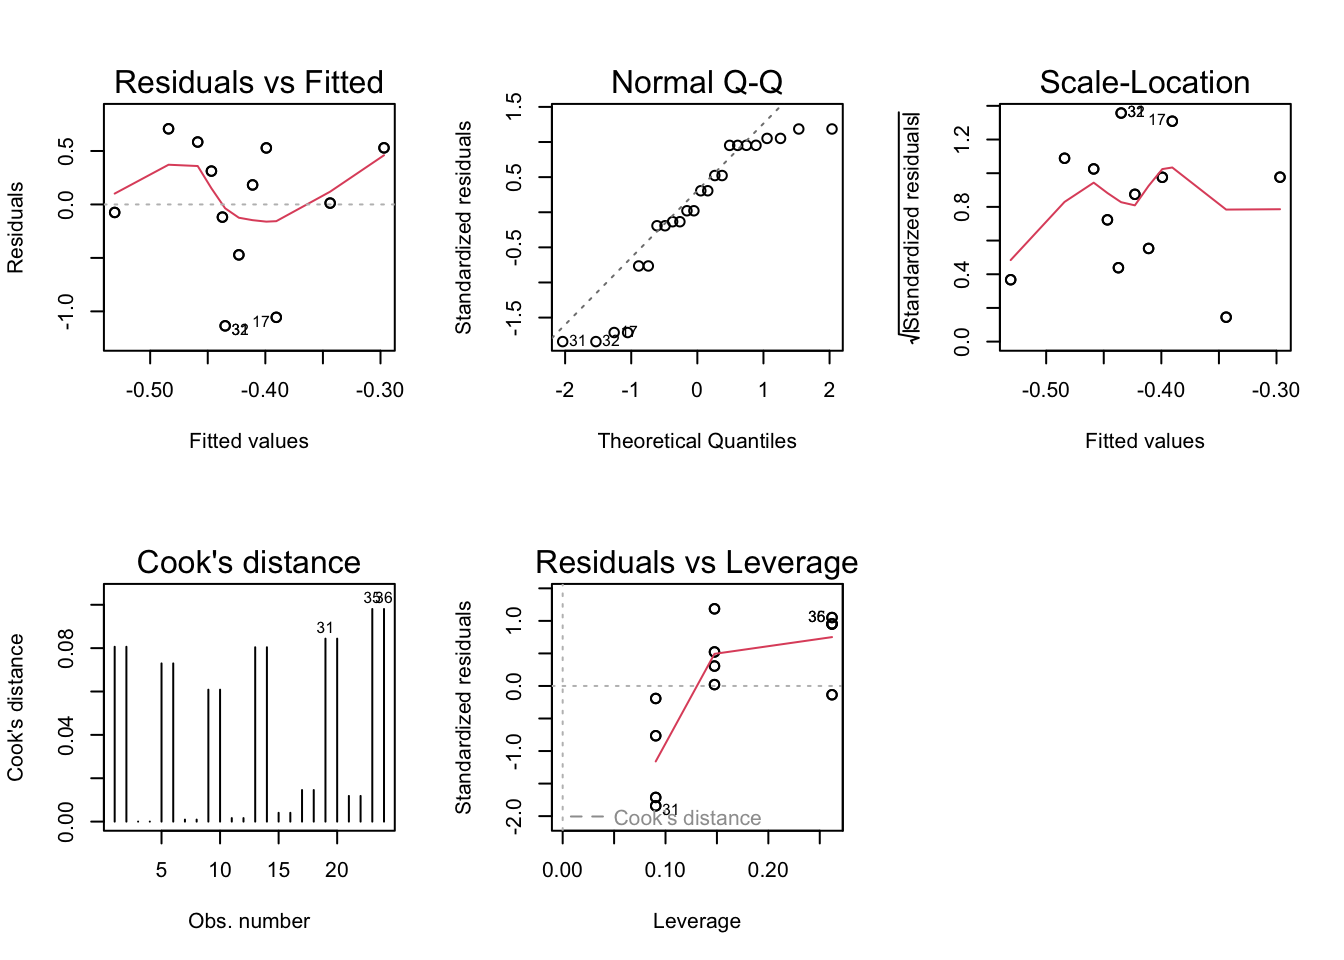 Residuals vs Fitted
Residuals
0.5
0.0
-1.0
17
-0.50
-0.40
-0.30
Fitted values
Normal Q-Q
Standardized residuals
1.5
0.5
-0.5
-1.5
31
32
17
-2
-1
0
1
2
Theoretical Quantiles
Scale-Location
√|Standardized residuals|
1.2
0.8
0.4
0.0
17
-0.50
-0.40
-0.30
Fitted values
Cook's distance
Cook's distance
0.08
0.04
0.00
31
35
36
5
10
15
20
Obs. number
Residuals vs Leverage
Standardized residuals
1.0
0.0
-1.0
-2.0
36
31
Cook's distance
0.00
0.10
0.20
Leverage